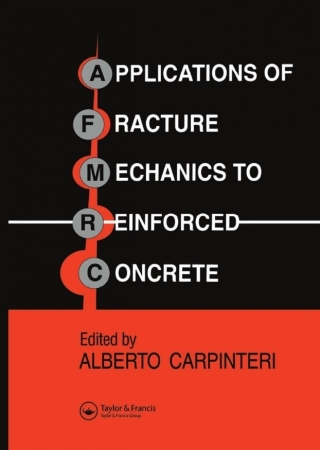 APPLICATIONS OF
FRACTURE
MECHANICS TO
REINFORCED
CONCRETE
Edited by
ALBERTO CARPINTERI
Taylor & Francis
Taylor & Francis Group